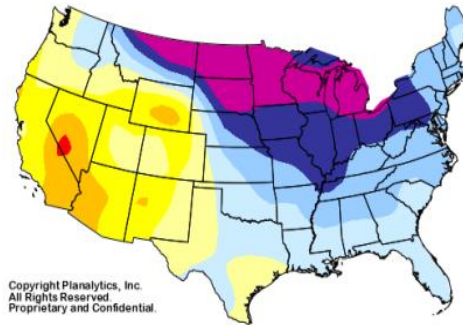 Copyright Planalytics, Inc.
All Rights Reserved.
Proprietary and Confidential.